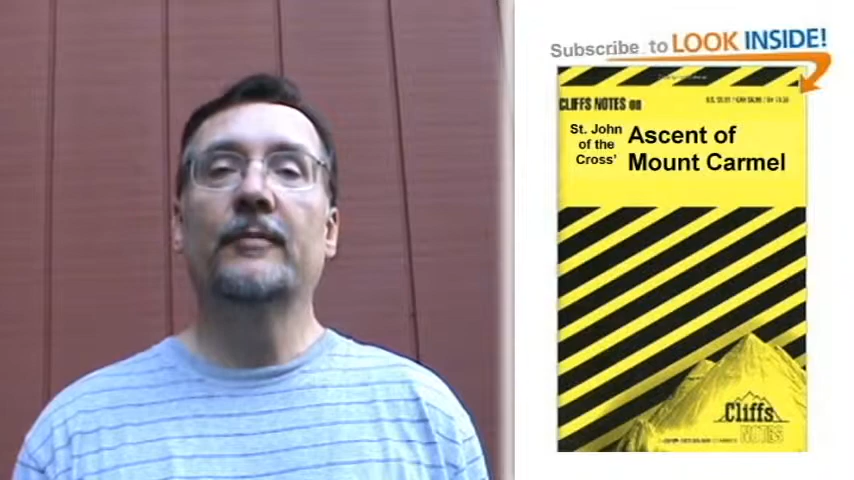 Subscribe to LOOK INSIDE!
CLIFFS NOTES on
St. John
of the
Cross'
Ascent of
Mount Carmel
Cliffs
NOTES